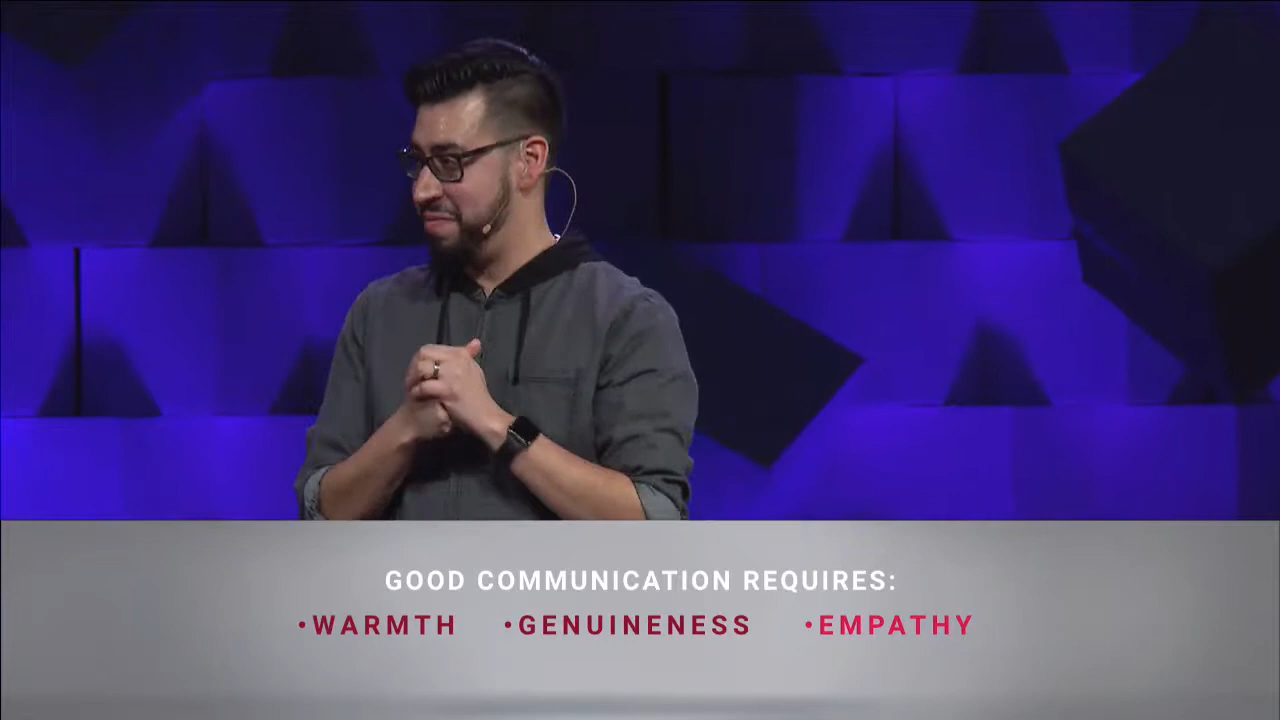 GOOD COMMUNICATION REQUIRES:
•WARMTH •GENUINENESS •EMPATHY